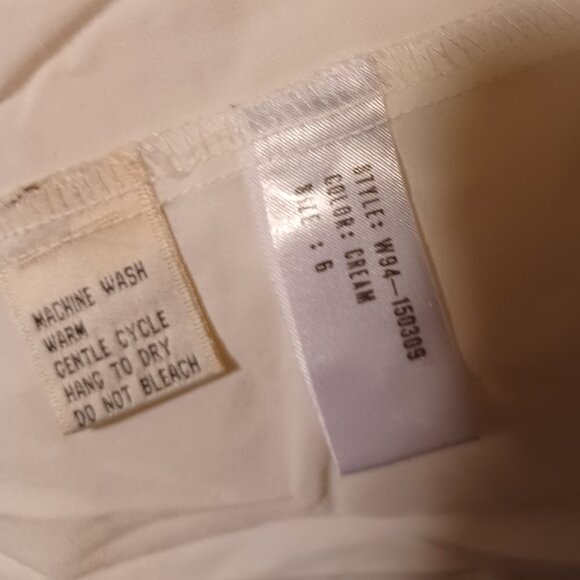 MACHINE WASH
WARM
GENTLE CYCLE
HANG TO DRY
DO NOT BLEACH
STYLE: W94-150309
COLOR: CREAM
SIZE : 6